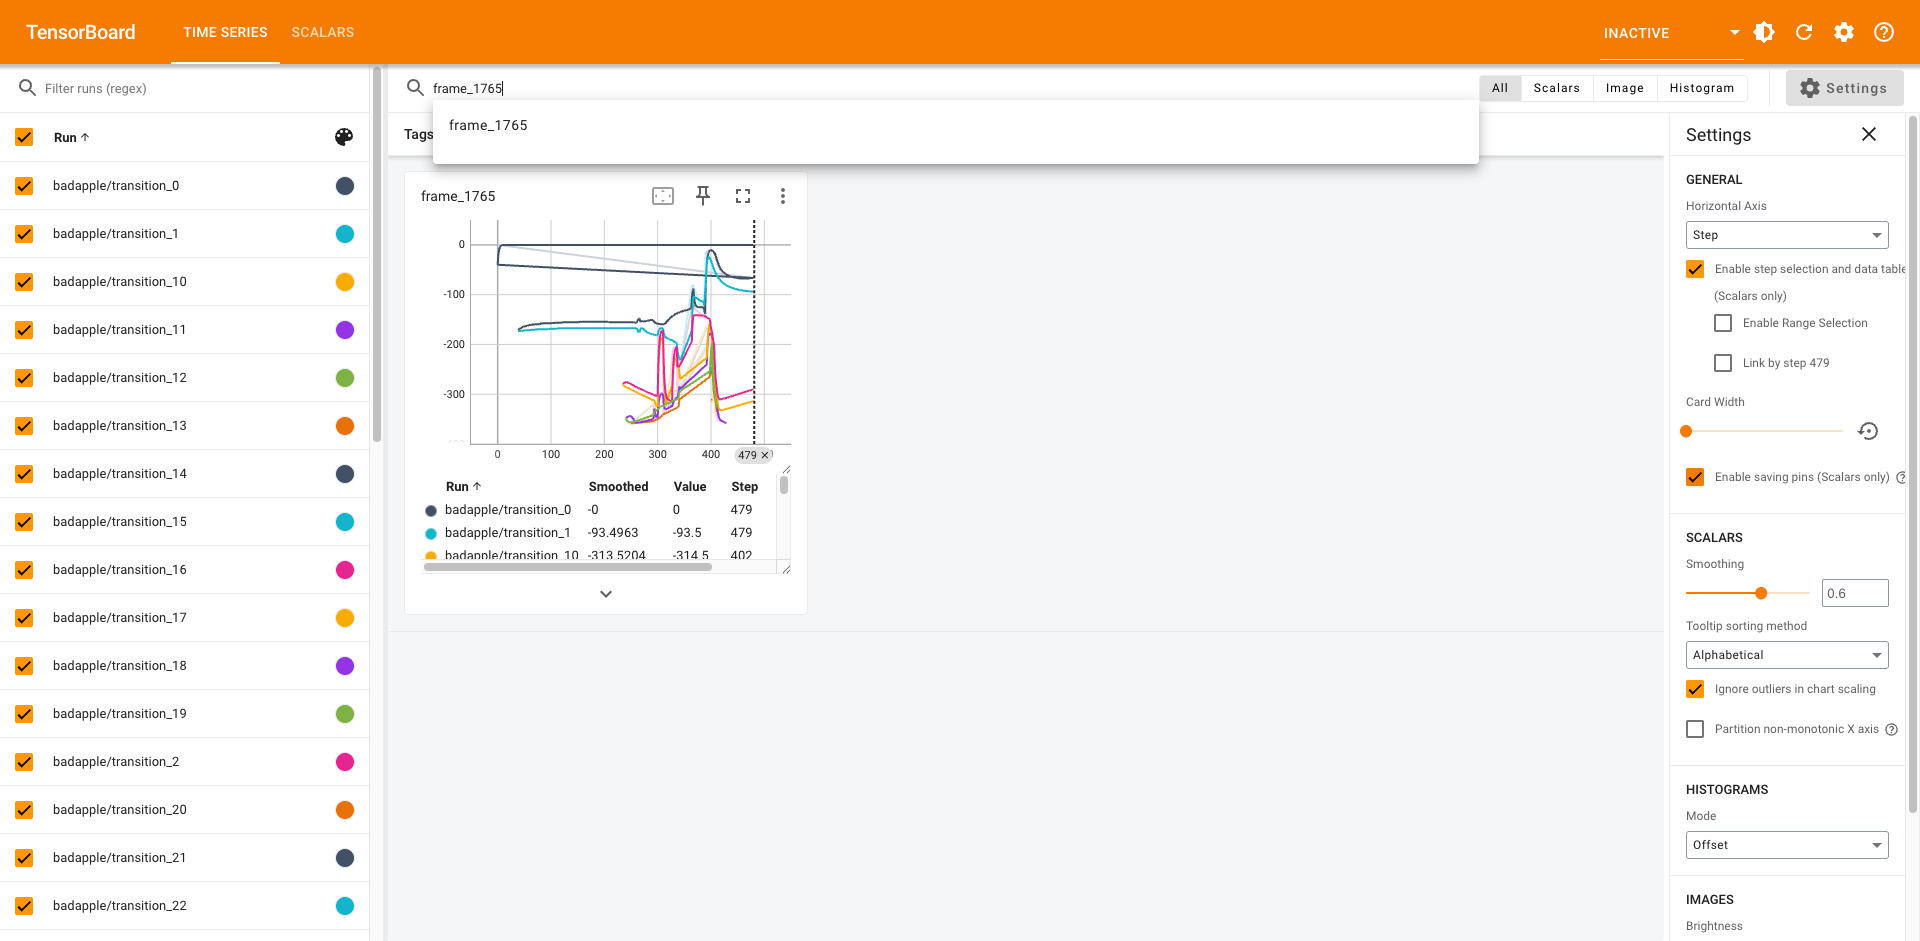 TensorBoard
TIME SERIES
SCALARS
INACTIVE
Filter runs (regex)
Run
badapple/transition_0
badapple/transition_1
badapple/transition_10
badapple/transition_11
badapple/transition_12
badapple/transition_13
badapple/transition_14
badapple/transition_15
badapple/transition_16
badapple/transition_17
badapple/transition_18
badapple/transition_19
badapple/transition_2
badapple/transition_20
badapple/transition_21
badapple/transition_22
frame_1765
All Scalars Image Histogram
Settings
frame_1765
Tags
frame_1765
0
-100
-200
-300
0 100 200 300 400 479
Run Smoothed Value Step
badapple/transition_0 -0 0 479
badapple/transition_1 -93.4963 -93.5 479
badapple/transition_10 -313.5204 -314.5 402
Settings
GENERAL
Horizontal Axis
Step
Enable step selection and data table
(Scalars only)
Enable Range Selection
Link by step 479
Card Width
Enable saving pins (Scalars only)
SCALARS
Smoothing
0.6
Tooltip sorting method
Alphabetical
Ignore outliers in chart scaling
Partition non-monotonic X axis
HISTOGRAMS
Mode
Offset
IMAGES
Brightness